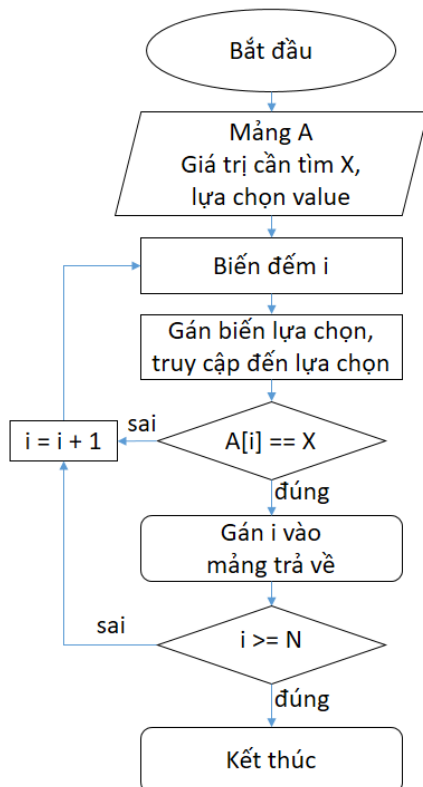 Bắt đầu
Mảng A
Giá trị cần tìm X,
lựa chọn value
Biến đếm i
Gán biến lựa chọn,
truy cập đến lựa chọn
A[i] == X
sai
i = i + 1
đúng
Gán i vào
mảng trả về
i >= N
sai
đúng
Kết thúc